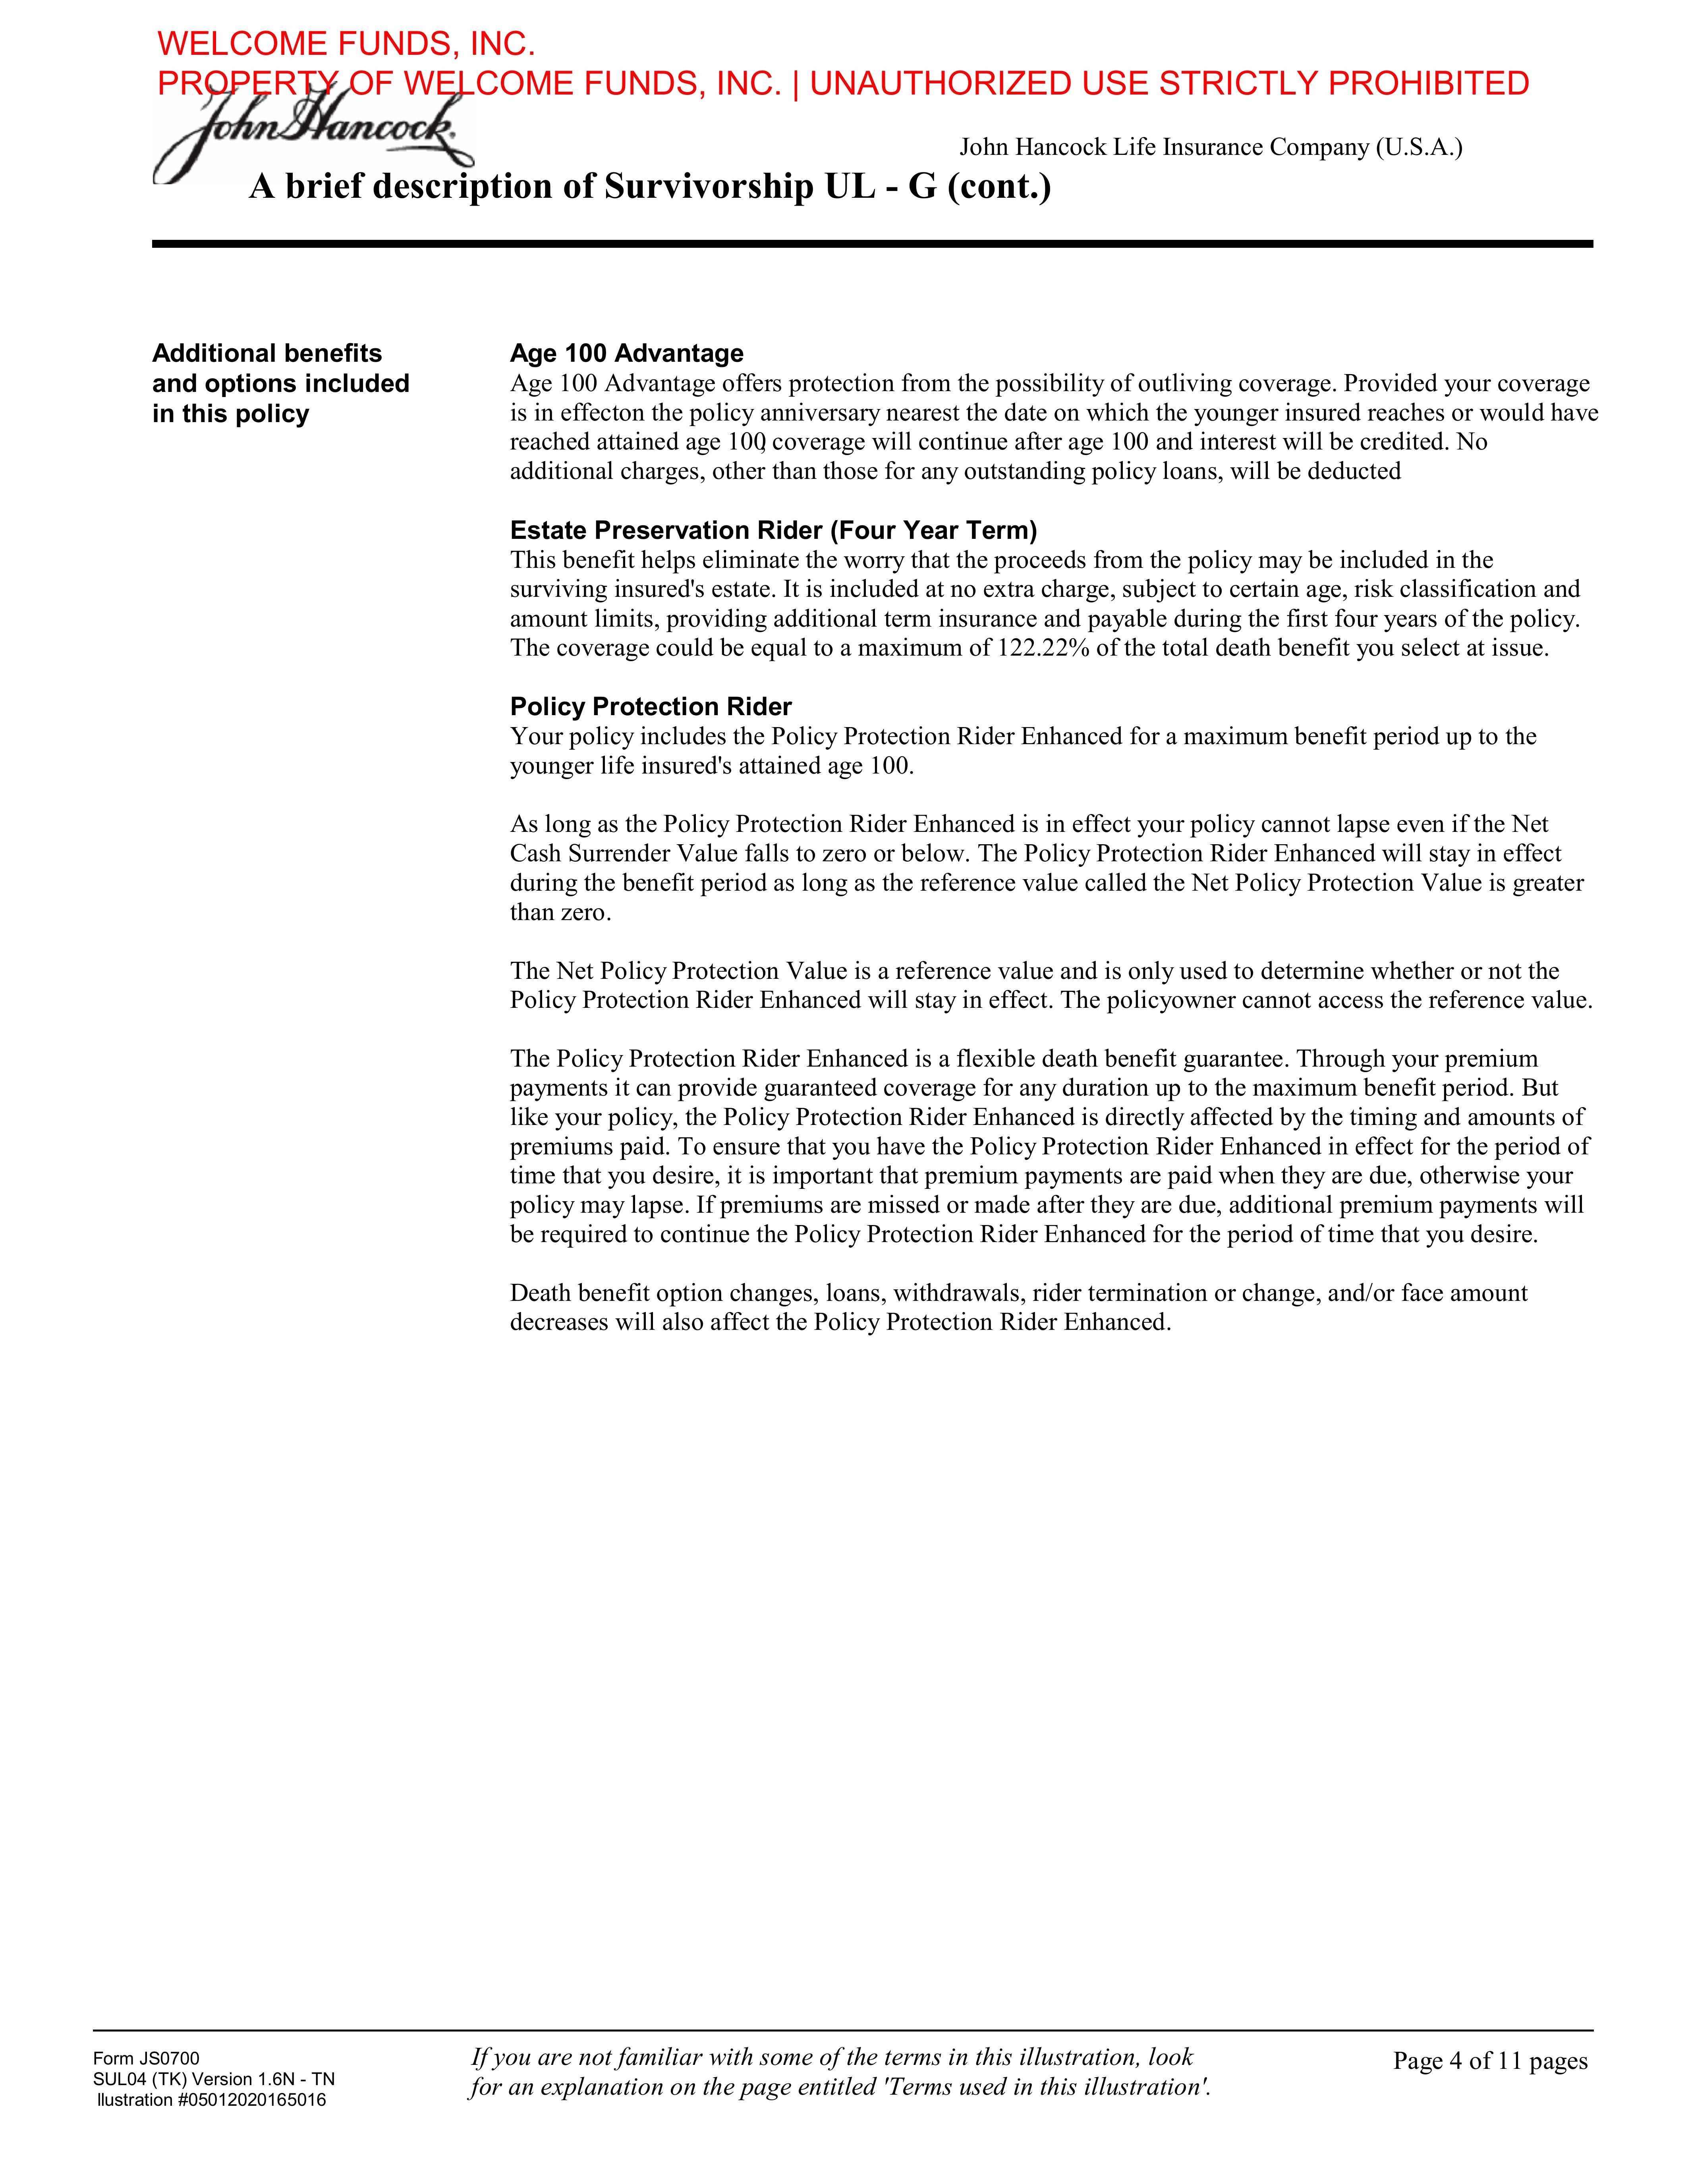 WELCOME FUNDS, INC.
PROPERTY OF WELCOME FUNDS, INC. | UNAUTHORIZED USE STRICTLY PROHIBITED
John Hancock.
John Hancock Life Insurance Company (U.S.A.)
A brief description of Survivorship UL - G (cont.)
Additional benefits
and options included
in this policy
Age 100 Advantage
Age 100 Advantage offers protection from the possibility of outliving coverage. Provided your coverage
is in effecton the policy anniversary nearest the date on which the younger insured reaches or would have
reached attained age 100, coverage will continue after age 100 and interest will be credited. No
additional charges, other than those for any outstanding policy loans, will be deducted
Estate Preservation Rider (Four Year Term)
This benefit helps eliminate the worry that the proceeds from the policy may be included in the
surviving insured's estate. It is included at no extra charge, subject to certain age, risk classification and
amount limits, providing additional term insurance and payable during the first four years of the policy.
The coverage could be equal to a maximum of 122.22% of the total death benefit you select at issue.
Policy Protection Rider
Your policy includes the Policy Protection Rider Enhanced for a maximum benefit period up to the
younger life insured's attained age 100.
As long as the Policy Protection Rider Enhanced is in effect your policy cannot lapse even if the Net
Cash Surrender Value falls to zero or below. The Policy Protection Rider Enhanced will stay in effect
during the benefit period as long as the reference value called the Net Policy Protection Value is greater
than zero.
The Net Policy Protection Value is a reference value and is only used to determine whether or not the
Policy Protection Rider Enhanced will stay in effect. The policyowner cannot access the reference value.
The Policy Protection Rider Enhanced is a flexible death benefit guarantee. Through your premium
payments it can provide guaranteed coverage for any duration up to the maximum benefit period. But
like your policy, the Policy Protection Rider Enhanced is directly affected by the timing and amounts of
premiums paid. To ensure that you have the Policy Protection Rider Enhanced in effect for the period of
time that you desire, it is important that premium payments are paid when they are due, otherwise your
policy may lapse. If premiums are missed or made after they are due, additional premium payments will
be required to continue the Policy Protection Rider Enhanced for the period of time that you desire.
Death benefit option changes, loans, withdrawals, rider termination or change, and/or face amount
decreases will also affect the Policy Protection Rider Enhanced.
Form JS0700
SUL04 (TK) Version 1.6N - TN
llustration #05012020165016
If you are not familiar with some of the terms in this illustration, look
for an explanation on the page entitled 'Terms used in this illustration'.
Page 4 of 11 pages